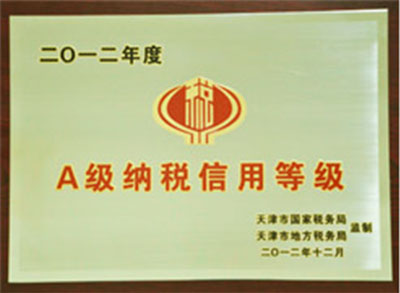 二〇一二年度
税
A级纳税信用等级
天津市国家税务局
天津市地方税务局
监制
二〇一二年十二月